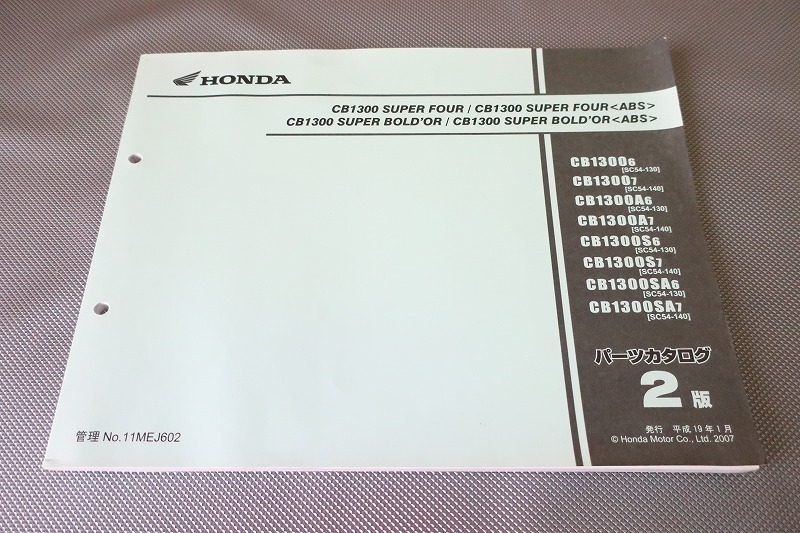 HONDA
CB1300 SUPER FOUR / CB1300 SUPER FOUR<ABS>
CB1300 SUPER BOLD'OR / CB1300 SUPER BOLD'OR<ABS>
CB13006
[SC54-130]
CB13007
[SC54-140]
CB1300A6
[SC54-130]
CB1300A7
[SC54-140]
CB1300S6
[SC54-130]
CB1300S7
[SC54-140]
CB1300SA6
[SC54-130]
CB1300SA7
[SC54-140]
パーツカタログ
2版
発行 平成19年1月
© Honda Motor Co., Ltd. 2007
管理 No.11MEJ602